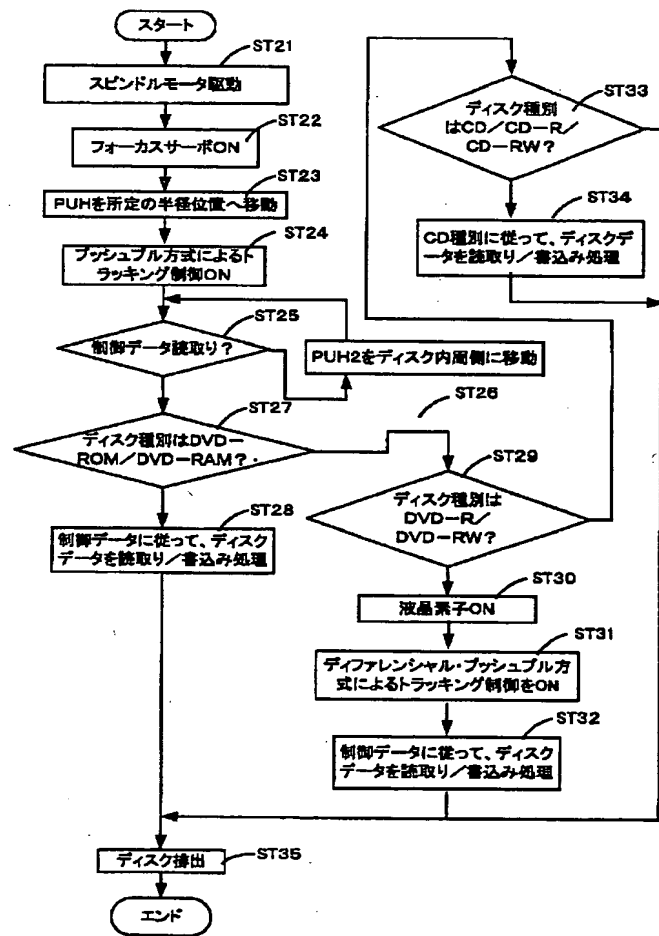 スタート
ST21
スピンドルモータ駆動
ST22
フォーカスサーボON
ST23
PUHを所定の半径位置へ移動
ST24
プッシュプル方式によるト
ラッキング制御ON
ST25
制御データ読取り?
PUH2をディスク内周側に移動
ST26
ST27
ディスク種別はDVD－
ROM／DVD－RAM?
ST28
制御データに従って、ディスク
データを読取り／書込み処理
ST29
ディスク種別は
DVD－R／
DVD－RW?
ST30
液晶素子ON
ST31
ディファレンシャル・プッシュプル方
式によるトラッキング制御をON
ST32
制御データに従って、ディスク
データを読取り／書込み処理
ST33
ディスク種別
はCD／CD－R／
CD－RW?
ST34
CD種別に従って、ディスクデ
ータを読取り／書込み処理
ディスク排出
ST35
エンド